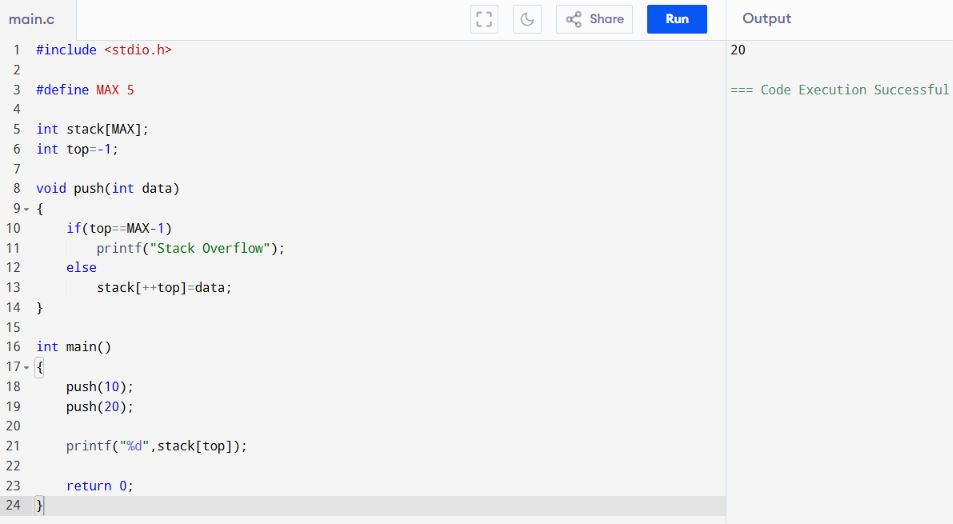 main.c Share Run Output
1 #include <stdio.h>
2
3 #define MAX 5
4
5 int stack[MAX];
6 int top=-1;
7
8 void push(int data)
9 {
10 if(top==MAX-1)
11 printf("Stack Overflow");
12 else
13 stack[++top]=data;
14 }
15
16 int main()
17 {
18 push(10);
19 push(20);
20
21 printf("%d",stack[top]);
22
23 return 0;
24 }
20
=== Code Execution Successful